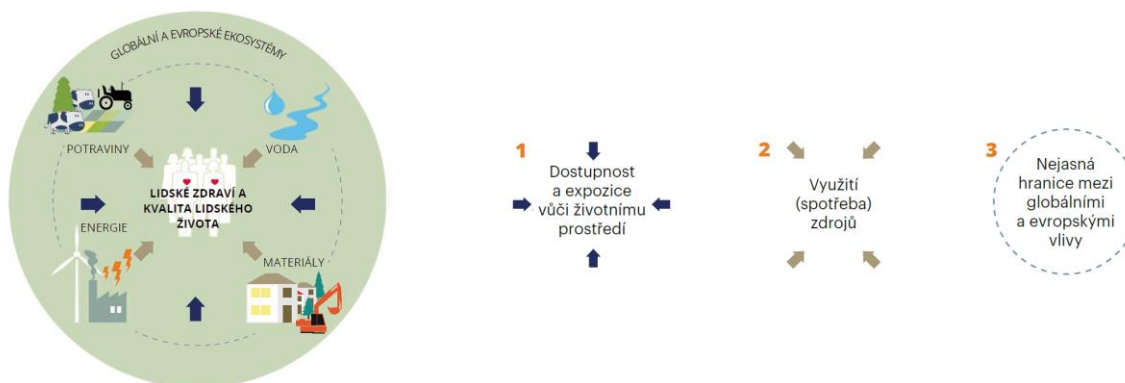 GLOBÁLNÍ A EVROPSKÉ EKOSYSTÉMY
POTRAVINY
VODA
LIDSKÉ ZDRAVÍ A
KVALITA LIDSKÉHO
ŽIVOTA
ENERGIE
MATERIÁLY
1
Dostupnost
a expozice
vůči životnímu
prostředí
2
Využití
(spotřeba)
zdrojů
3
Nejasná
hranice mezi
globálními
a evropskými
vlivy